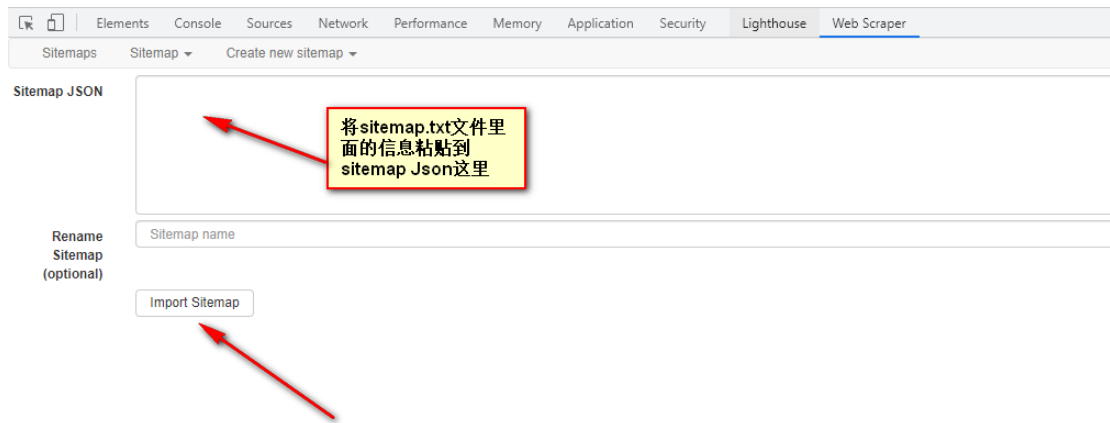 Elements Console Sources Network Performance Memory Application Security Lighthouse Web Scraper
Sitemaps Sitemap Create new sitemap
Sitemap JSON
将sitemap.txt文件里
面的信息粘贴到
sitemap Json这里
Rename
Sitemap
(optional)
Sitemap name
Import Sitemap